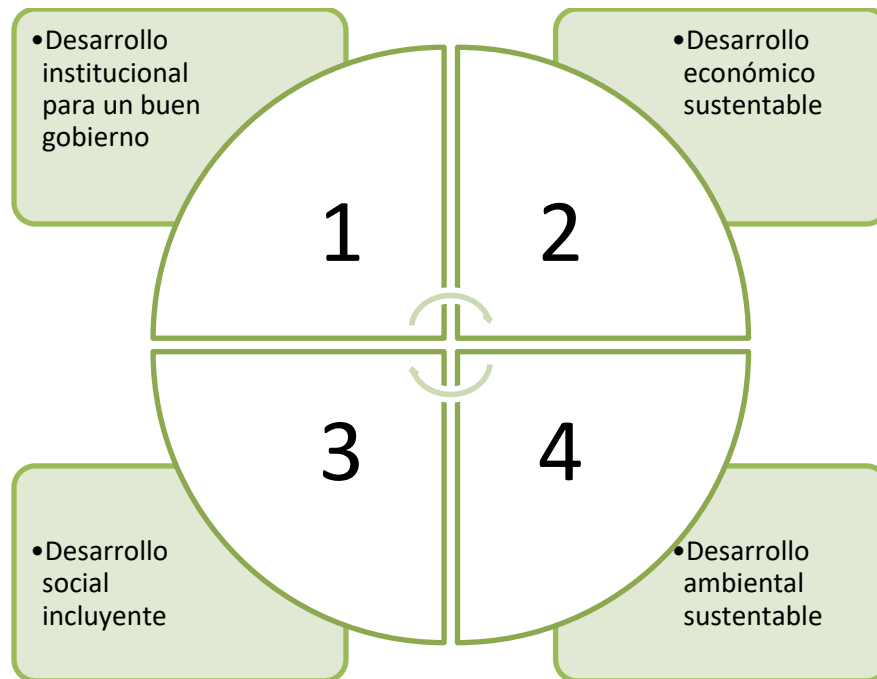 •Desarrollo
institucional
para un buen
gobierno
•Desarrollo
económico
sustentable
1
2
3
4
•Desarrollo
social
incluyente
•Desarrollo
ambiental
sustentable